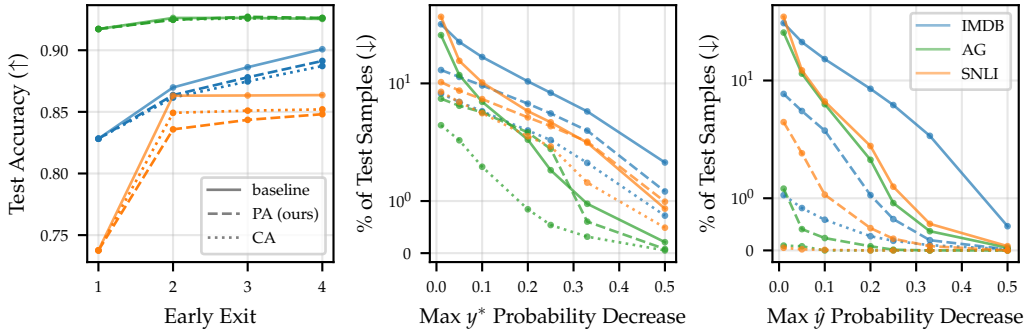 Test Accuracy (↑)
0.90
0.85
0.80
0.75
1 2 3 4
Early Exit
baseline
PA (ours)
CA
% of Test Samples (↓)
10¹
10⁰
0
0.0 0.1 0.2 0.3 0.4 0.5
Max y* Probability Decrease
% of Test Samples (↓)
10¹
10⁰
0
0.0 0.1 0.2 0.3 0.4 0.5
Max ŷ Probability Decrease
IMDB
AG
SNLI